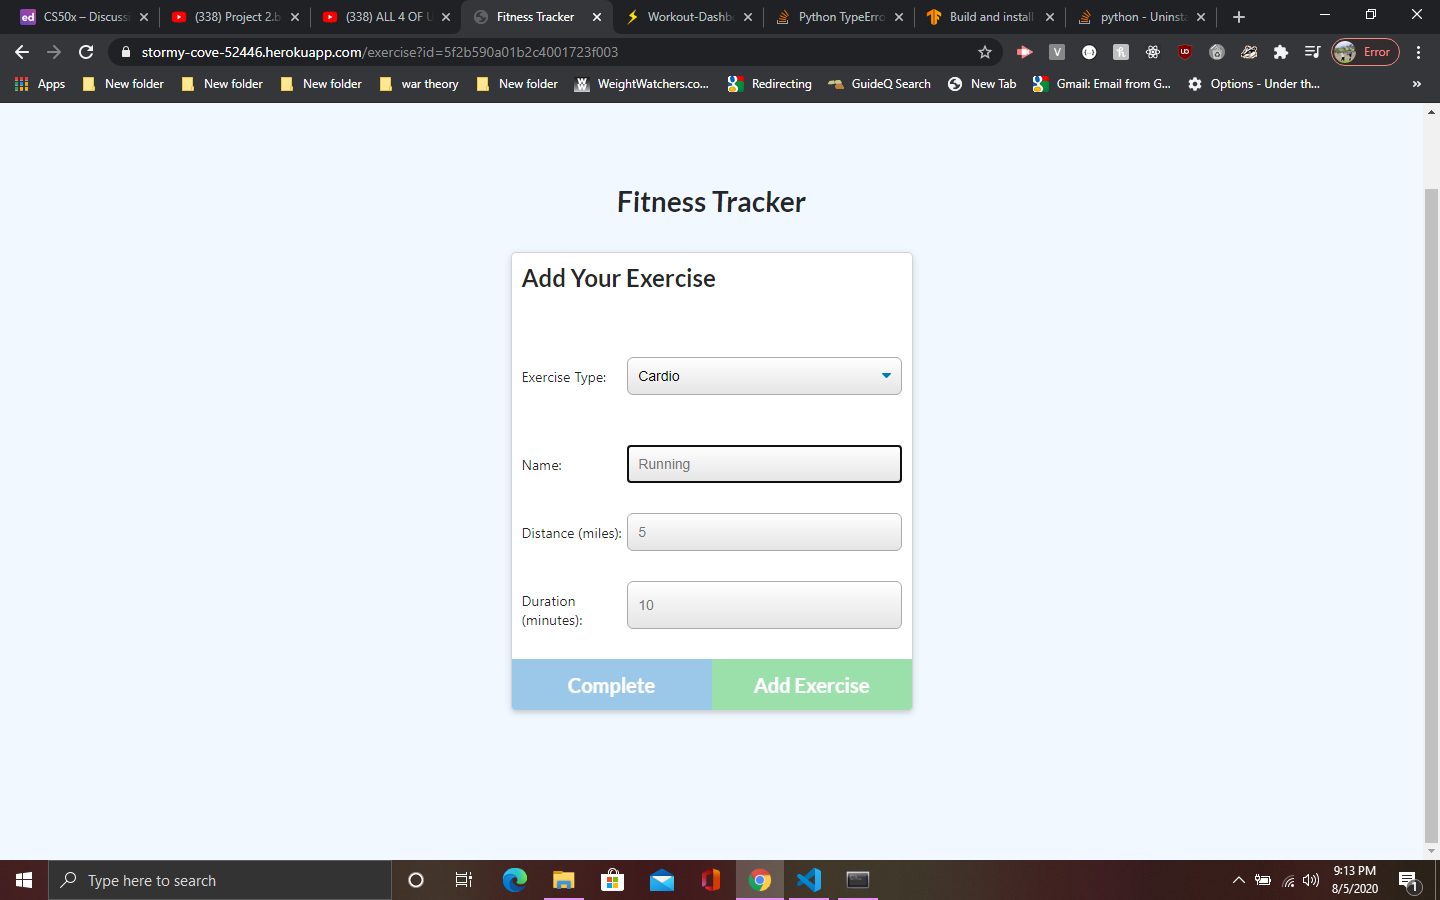 CS50x – Discussi
(338) Project 2.b
(338) ALL 4 OF U
Fitness Tracker
Workout-Dashb
Python TypeErro
Build and install
python - Uninsta
stormy-cove-52446.herokuapp.com/exercise?id=5f2b590a01b2c4001723f003
Error
Apps
New folder
New folder
New folder
war theory
New folder
WeightWatchers.co...
Redirecting
GuideQ Search
New Tab
Gmail: Email from G...
Options - Under th...
»
Fitness Tracker
Add Your Exercise
Exercise Type:
Cardio
Name:
Running
Distance (miles):
5
Duration
(minutes):
10
Complete
Add Exercise
Type here to search
9:13 PM
8/5/2020
1